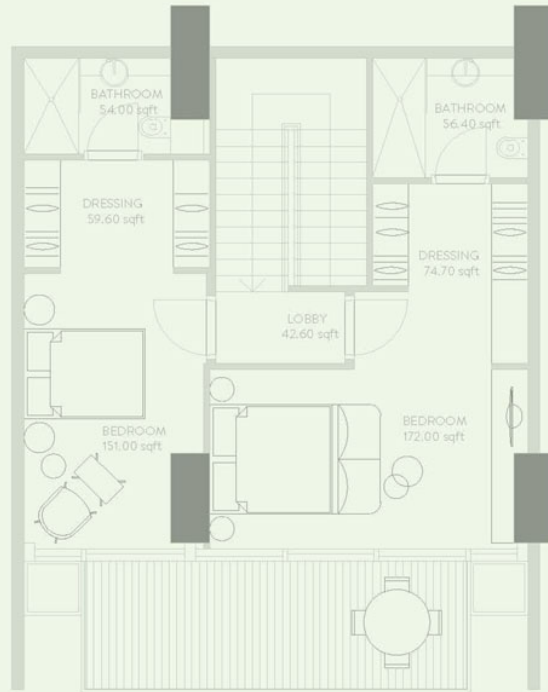 BATHROOM
54.00 sqft
BATHROOM
56.40 sqft
DRESSING
59.60 sqft
DRESSING
74.70 sqft
LOBBY
42.60 sqft
BEDROOM
151.00 sqft
BEDROOM
172.00 sqft